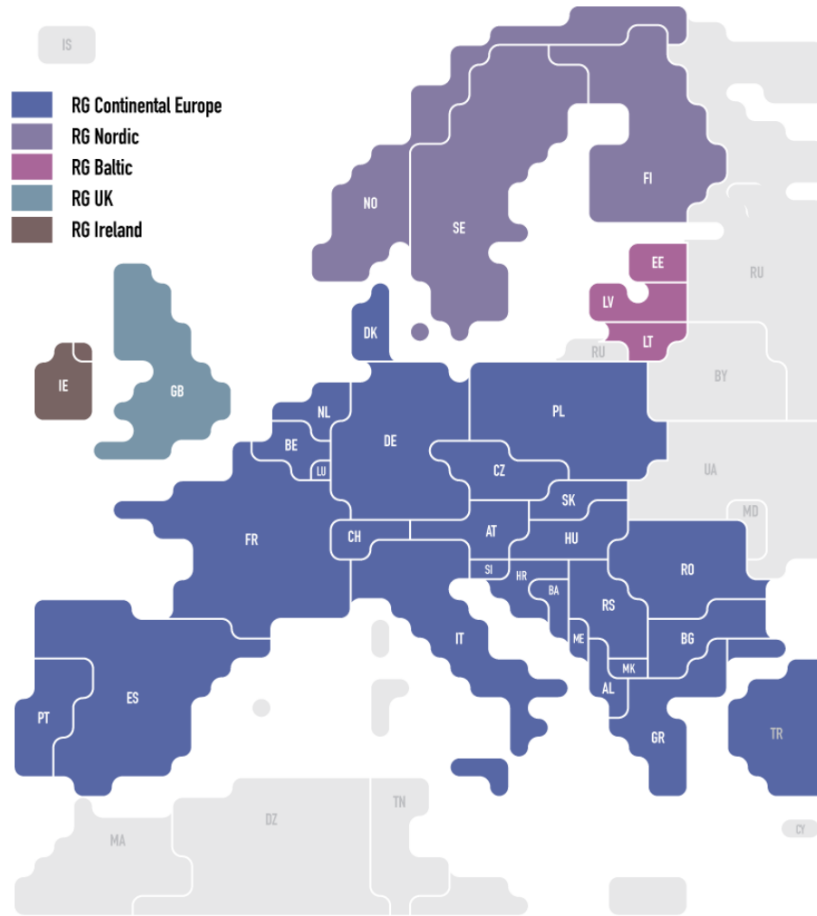 IS
RG Continental Europe
RG Nordic
RG Baltic
RG UK
RG Ireland
NO
SE
FI
EE
RU
LV
LT
RU
DK
BY
IE
GB
NL
BE
LU
DE
PL
CZ
UA
SK
MD
FR
CH
AT
HU
SI
HR
BA
RO
RS
IT
ME
BG
MK
AL
ES
PT
GR
TR
TN
DZ
MA
CY